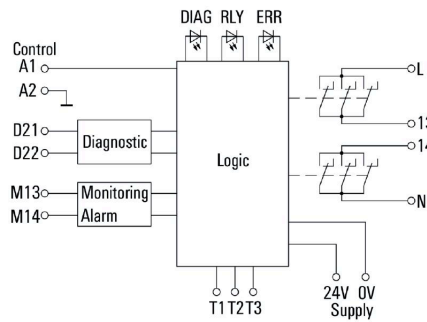 DIAG RLY ERR
Control
A1
A2
L
13
14
D21
D22
Diagnostic
Logic
M13
M14
Monitoring
Alarm
N
T1 T2 T3
24V 0V
Supply